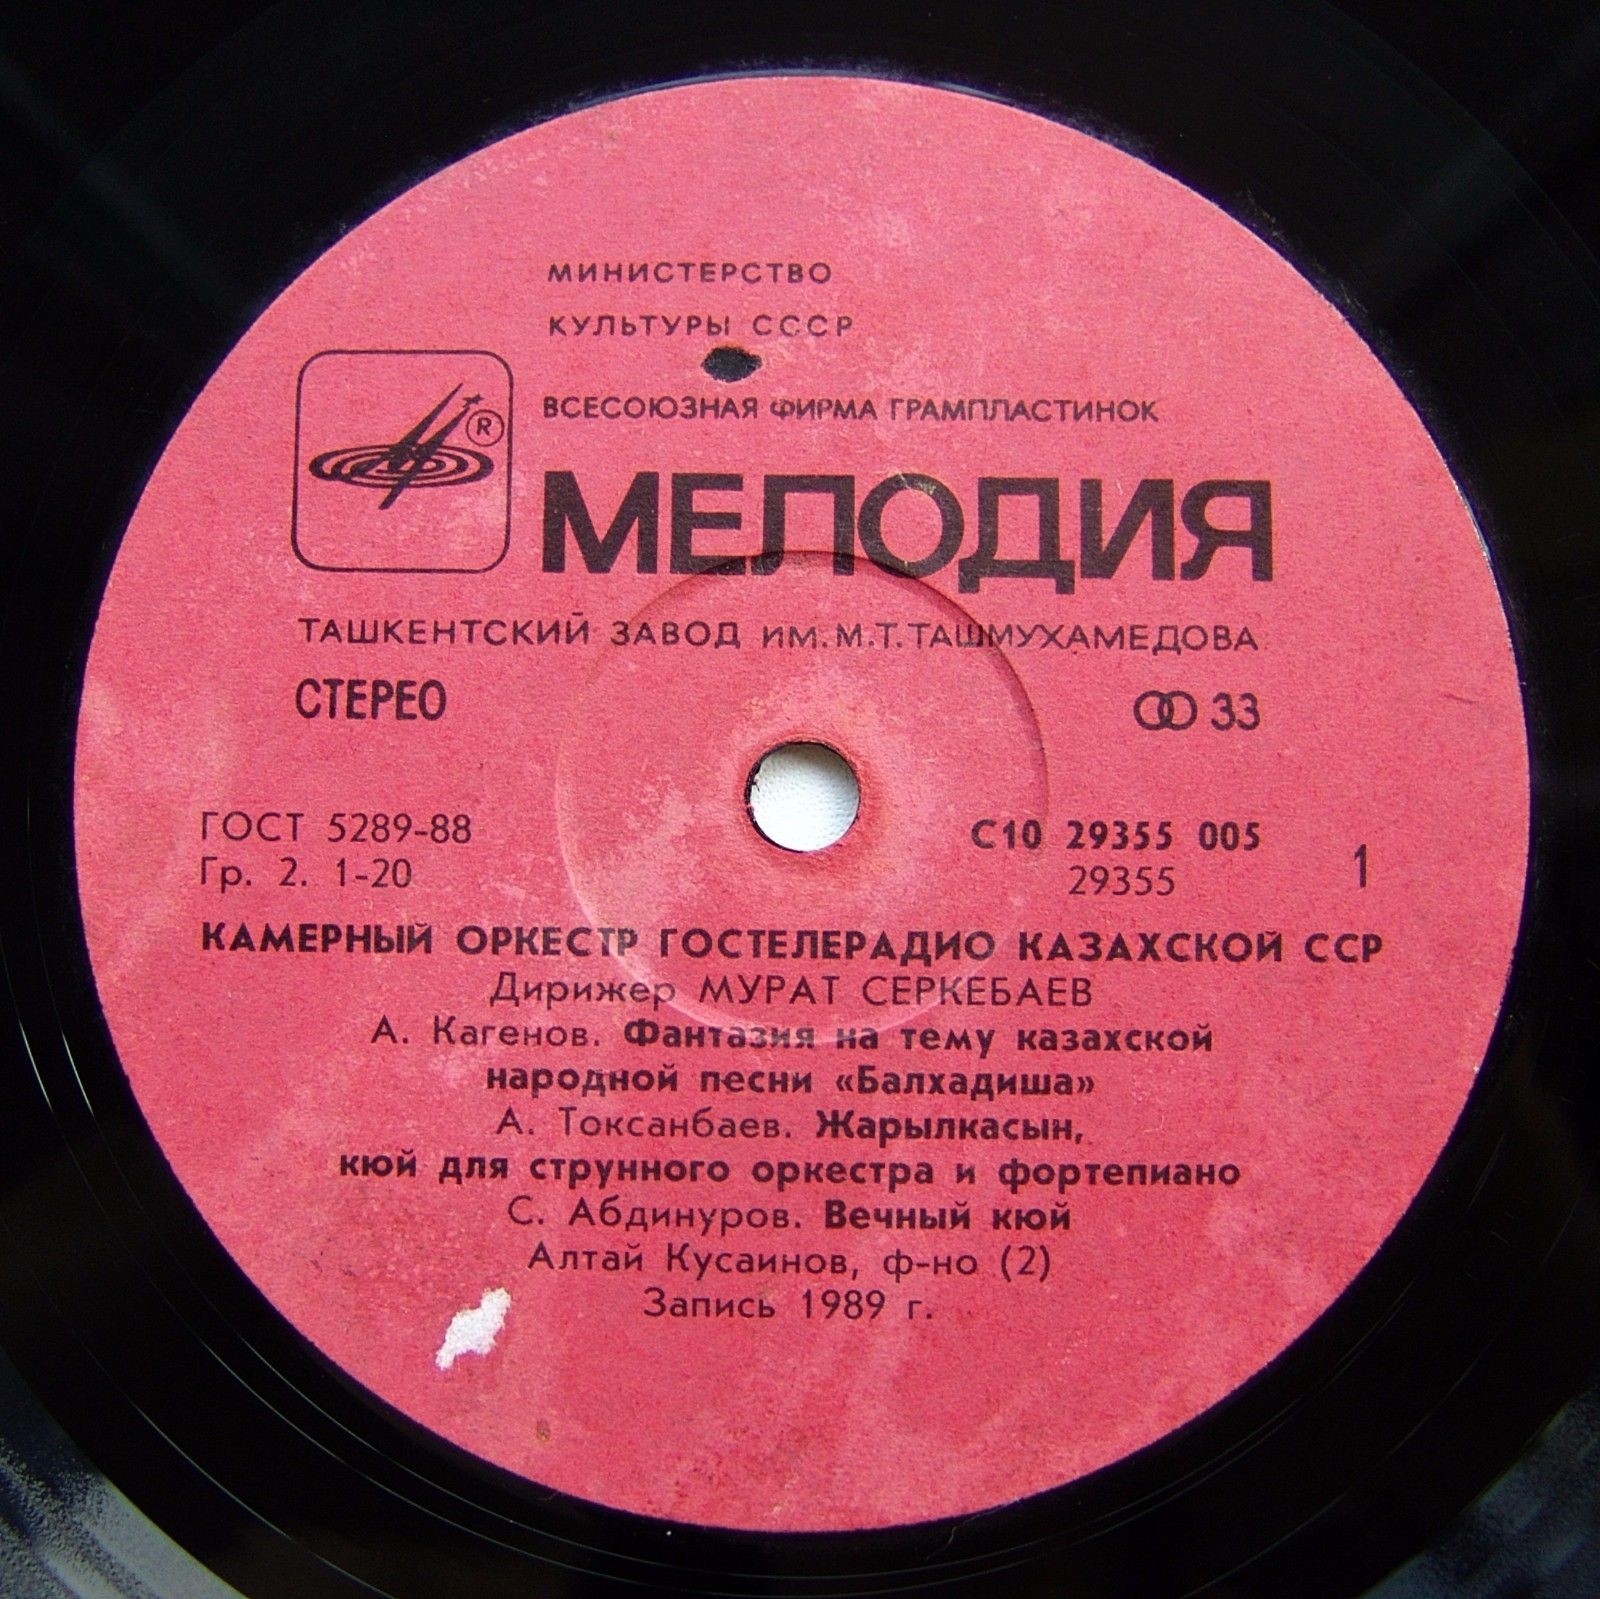 МИНИСТЕРСТВО
КУЛЬТУРЫ СССР
ВСЕСОЮЗНАЯ ФИРМА ГРАМПЛАСТИНОК
®
МЕЛОДИЯ
ТАШКЕНТСКИЙ ЗАВОД ИМ. М.Т. ТАШМУХАМЕДОВА
СТЕРЕО
33
ГОСТ 5289-88
Гр. 2. 1-20
С10 29355 005
29355
1
КАМЕРНЫЙ ОРКЕСТР ГОСТЕЛЕРАДИО КАЗАХСКОЙ ССР
Дирижер МУРАТ СЕРКЕБАЕВ
А. Кагенов. Фантазия на тему казахской
народной песни «Балхадиша»
А. Токсанбаев. Жарылкасын,
кюй для струнного оркестра и фортепиано
С. Абдинуров. Вечный кюй
Алтай Кусаинов, ф-но (2)
Запись 1989 г.